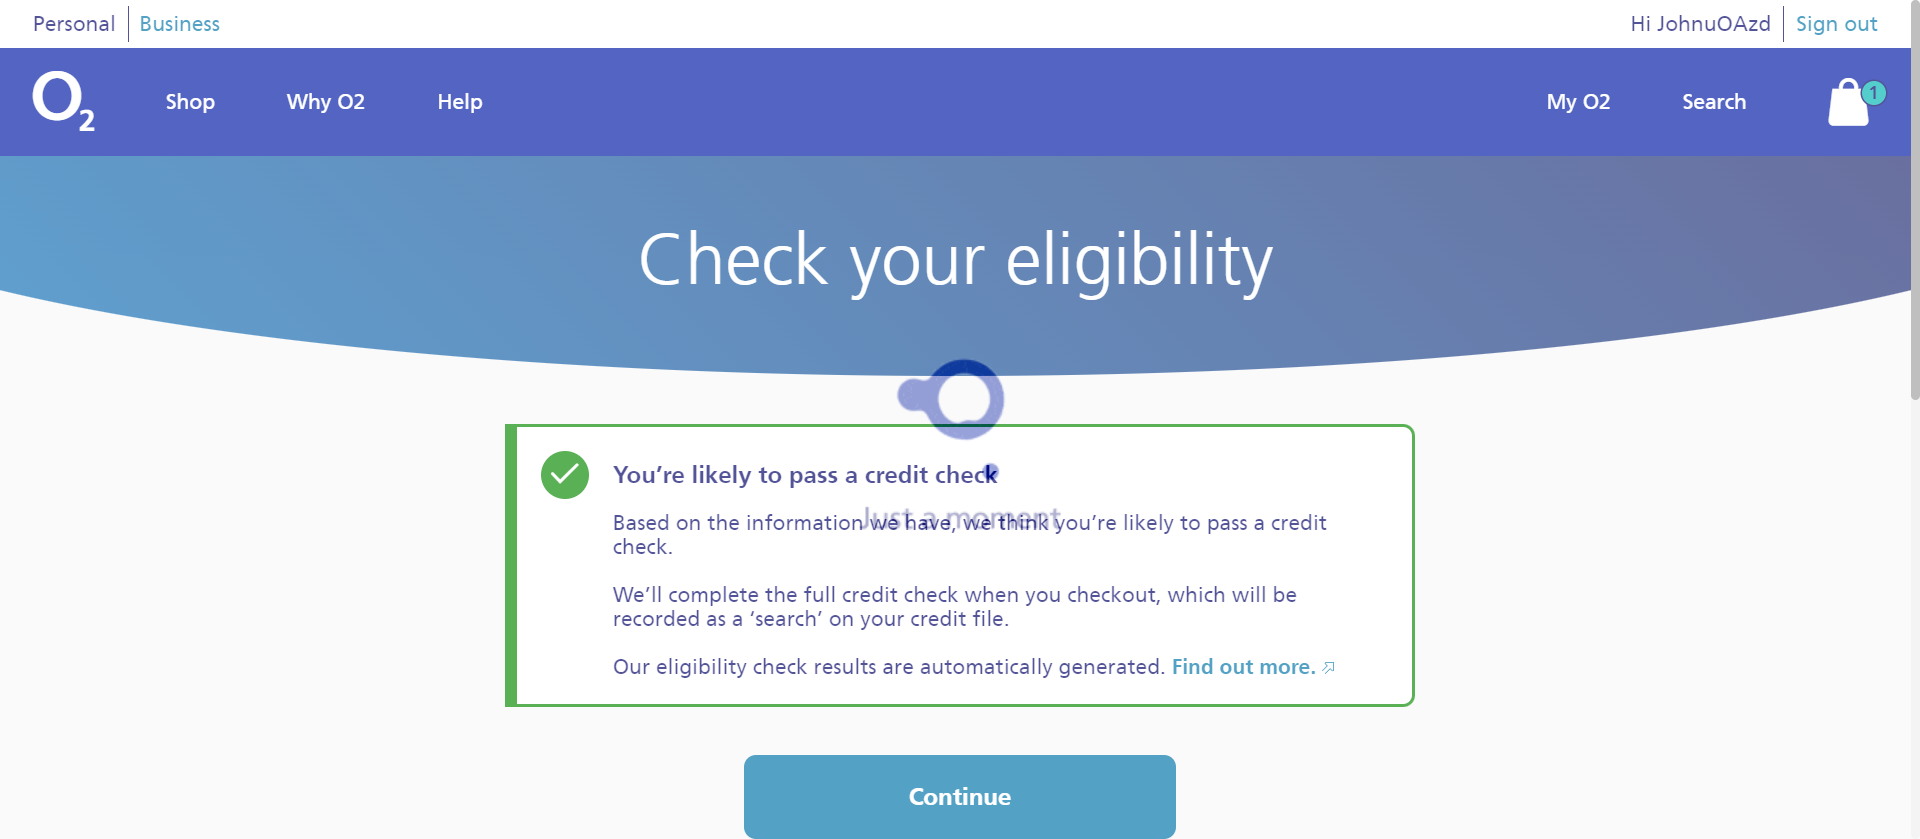 Personal Business Hi JohnuOAzd Sign out
O2 Shop Why O2 Help My O2 Search 1
Check your eligibility
You’re likely to pass a credit check
Just a moment
Based on the information we have, we think you’re likely to pass a credit
check.
We’ll complete the full credit check when you checkout, which will be
recorded as a ‘search’ on your credit file.
Our eligibility check results are automatically generated. Find out more.
Continue